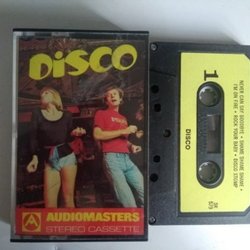 DiSCO
AUDIOMASTERS
STEREO CASSETTE
1
NEVER CAN SAY GOODBYE · SHAME SHAME SHAME ·
I'M ON FIRE · ROCK YOUR BABY · DISCO STOMP
DISCO